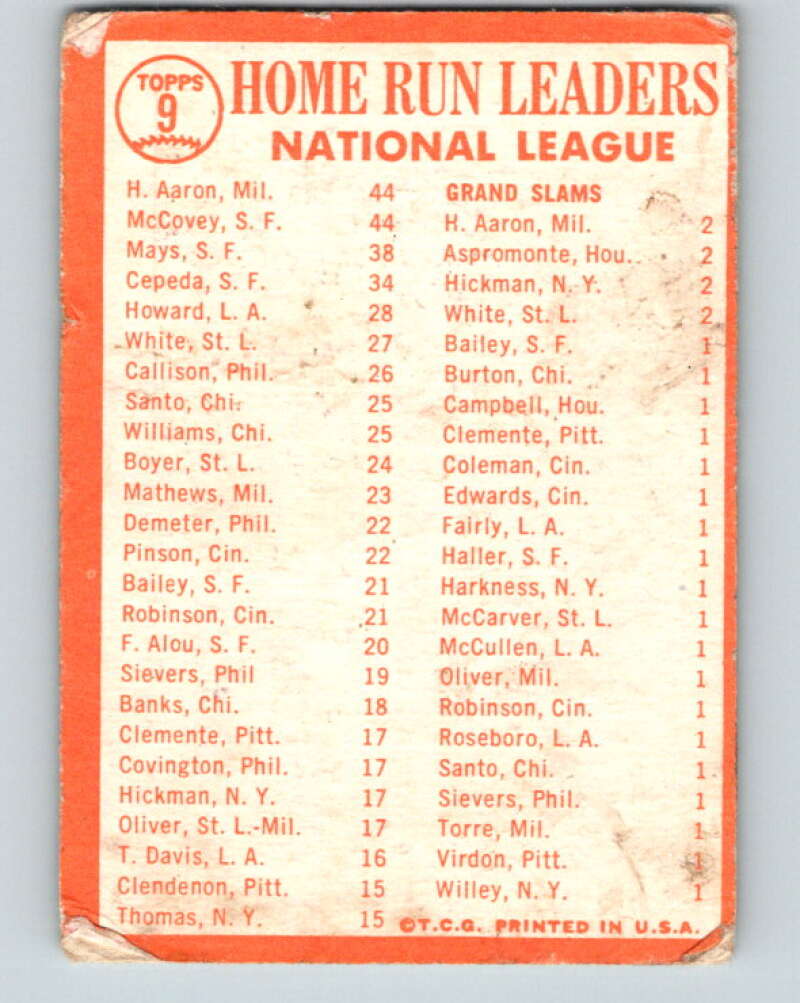 TOPPS
9
HOME RUN LEADERS
NATIONAL LEAGUE
H. Aaron, Mil. 44
McCovey, S. F. 44
Mays, S. F. 38
Cepeda, S. F. 34
Howard, L. A. 28
White, St. L. 27
Callison, Phil. 26
Santo, Chi. 25
Williams, Chi. 25
Boyer, St. L. 24
Mathews, Mil. 23
Demeter, Phil. 22
Pinson, Cin. 22
Bailey, S. F. 21
Robinson, Cin. 21
F. Alou, S. F. 20
Sievers, Phil 19
Banks, Chi. 18
Clemente, Pitt. 17
Covington, Phil. 17
Hickman, N. Y. 17
Oliver, St. L.-Mil. 17
T. Davis, L. A. 16
Clendenon, Pitt. 15
Thomas, N. Y. 15
GRAND SLAMS
H. Aaron, Mil. 2
Aspromonte, Hou. 2
Hickman, N. Y. 2
White, St. L. 2
Bailey, S. F. 1
Burton, Chi. 1
Campbell, Hou. 1
Clemente, Pitt. 1
Coleman, Cin. 1
Edwards, Cin. 1
Fairly, L. A. 1
Haller, S. F. 1
Harkness, N. Y. 1
McCarver, St. L. 1
McCullen, L. A. 1
Oliver, Mil. 1
Robinson, Cin. 1
Roseboro, L. A. 1
Santo, Chi. 1
Sievers, Phil. 1
Torre, Mil. 1
Virdon, Pitt. 1
Willey, N. Y. 1
©T.C.G. PRINTED IN U.S.A.